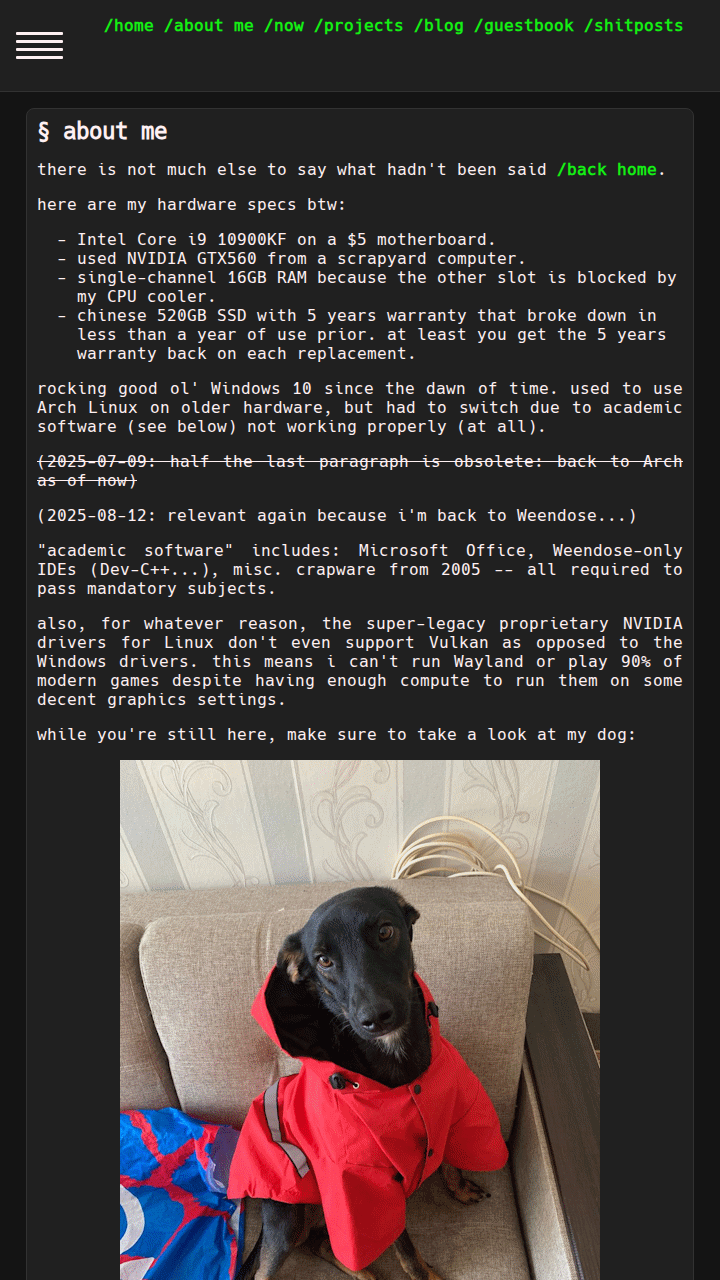 /home /about me /now /projects /blog /guestbook /shitposts
§ about me
there is not much else to say what hadn't been said /back home.
here are my hardware specs btw:
- Intel Core i9 10900KF on a $5 motherboard.
- used NVIDIA GTX560 from a scrapyard computer.
- single-channel 16GB RAM because the other slot is blocked by
my CPU cooler.
- chinese 520GB SSD with 5 years warranty that broke down in
less than a year of use prior. at least you get the 5 years
warranty back on each replacement.
rocking good ol' Windows 10 since the dawn of time. used to use
Arch Linux on older hardware, but had to switch due to academic
software (see below) not working properly (at all).
(2025-07-09: half the last paragraph is obsolete: back to Arch
as of now)
(2025-08-12: relevant again because i'm back to Weendose...)
"academic software" includes: Microsoft Office, Weendose-only
IDEs (Dev-C++...), misc. crapware from 2005 -- all required to
pass mandatory subjects.
also, for whatever reason, the super-legacy proprietary NVIDIA
drivers for Linux don't even support Vulkan as opposed to the
Windows drivers. this means i can't run Wayland or play 90% of
modern games despite having enough compute to run them on some
decent graphics settings.
while you're still here, make sure to take a look at my dog: